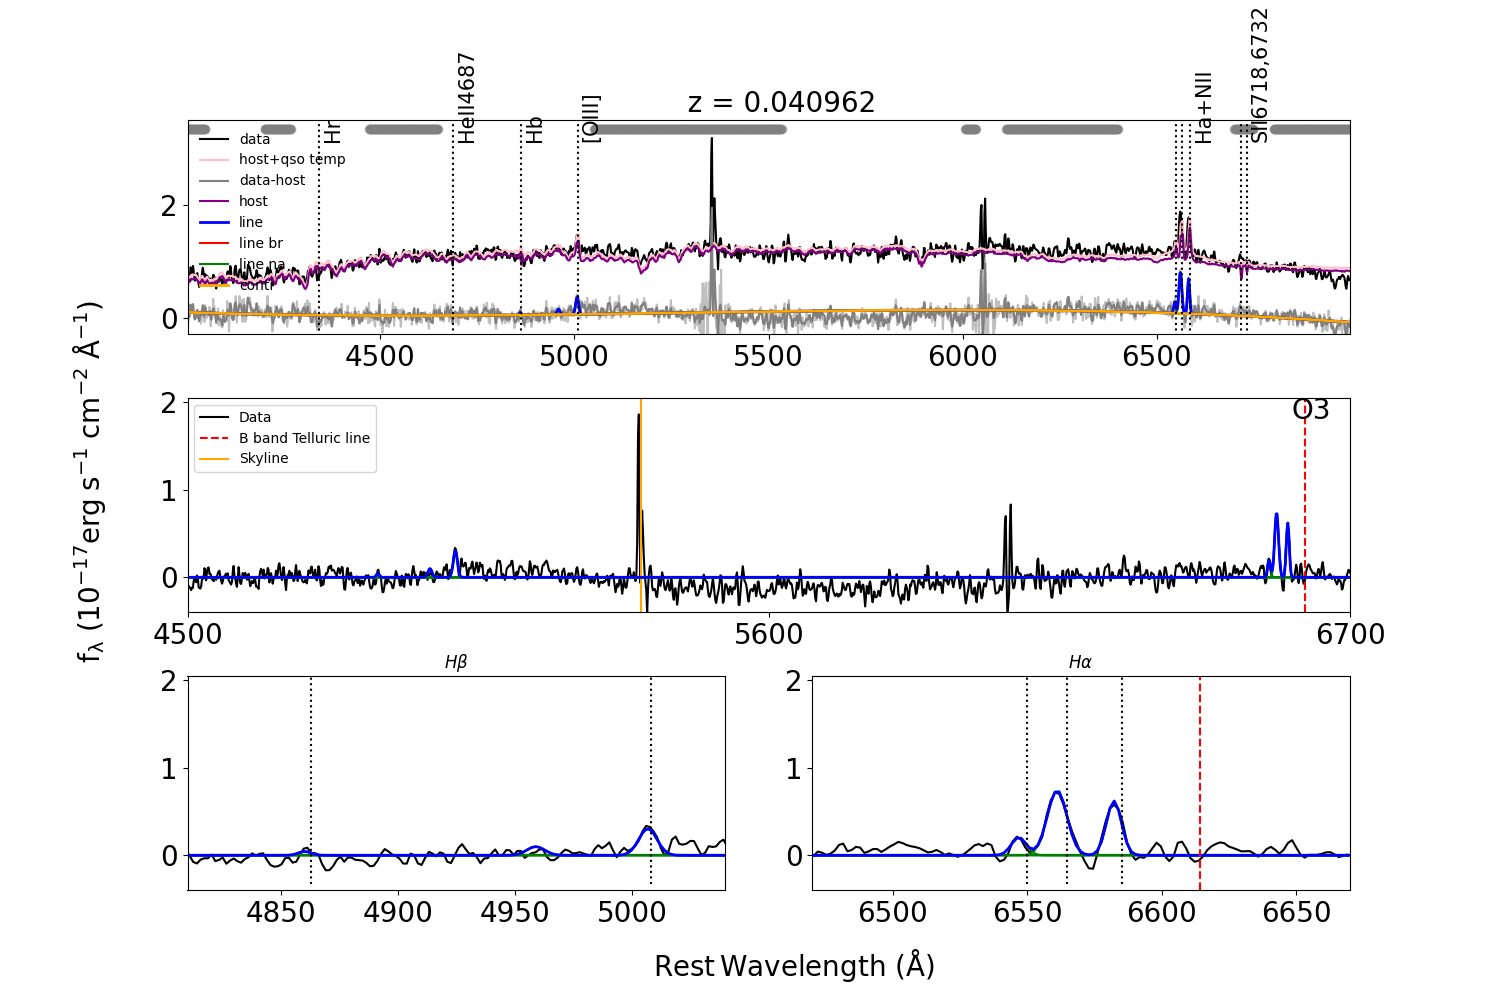 z = 0.040962
Hr
HeII4687
Hb
[OIII]
Ha+NII
SII6718,6732
data
host+qso temp
data-host
host
line
line br
line na
conti
2
0
4500 5000 5500 6000 6500
f_λ (10^{-17}erg s^{-1} cm^{-2} Å^{-1})
Data
B band Telluric line
Skyline
O3
2
1
0
4500 5600 6700
Hβ
2
1
0
4850 4900 4950 5000
Hα
2
1
0
6500 6550 6600 6650
Rest Wavelength (Å)